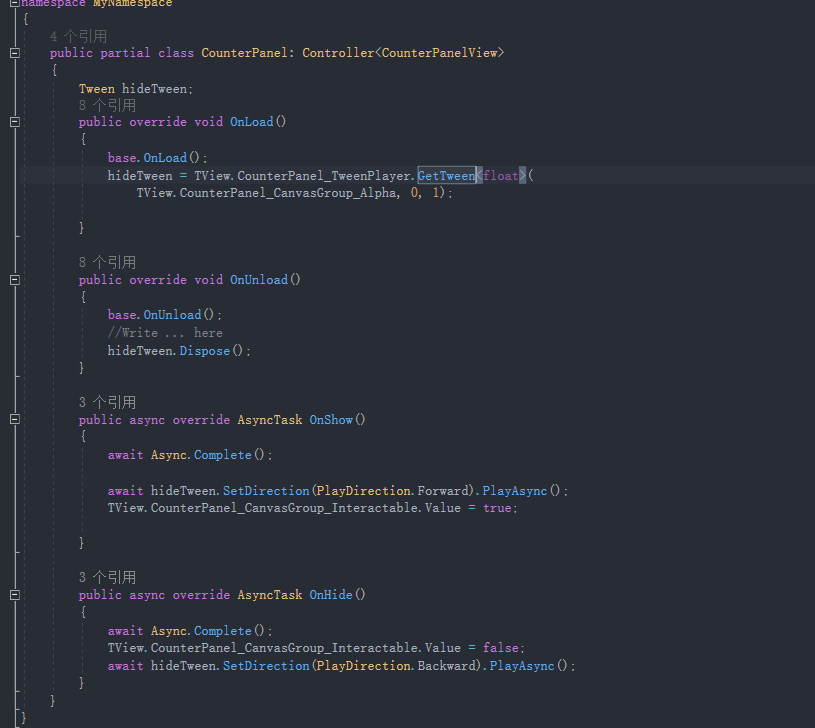 namespace MyNamespace
{
4 个引用
public partial class CounterPanel: Controller<CounterPanelView>
{
Tween hideTween;
8 个引用
public override void OnLoad()
{
base.OnLoad();
hideTween = TView.CounterPanel_TweenPlayer.GetTween<float>(
TView.CounterPanel_CanvasGroup_Alpha, 0, 1);
}
8 个引用
public override void OnUnload()
{
base.OnUnload();
//Write ... here
hideTween.Dispose();
}
3 个引用
public async override AsyncTask OnShow()
{
await Async.Complete();
await hideTween.SetDirection(PlayDirection.Forward).PlayAsync();
TView.CounterPanel_CanvasGroup_Interactable.Value = true;
}
3 个引用
public async override AsyncTask OnHide()
{
await Async.Complete();
TView.CounterPanel_CanvasGroup_Interactable.Value = false;
await hideTween.SetDirection(PlayDirection.Backward).PlayAsync();
}
}
}